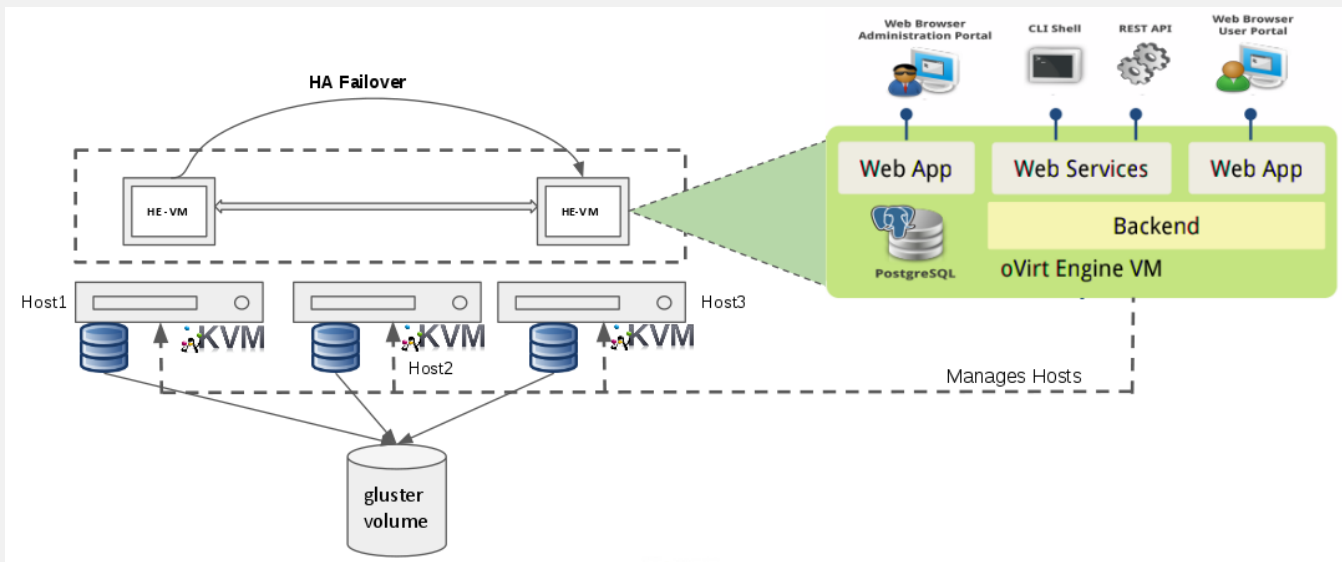 Web Browser
Administration Portal
CLI Shell
REST API
Web Browser
User Portal
HA Failover
Web App
Web Services
Web App
HE-VM
HE-VM
Backend
PostgreSQL
oVirt Engine VM
Host1
Host3
KVM
KVM
KVM
Host2
Manages Hosts
gluster
volume